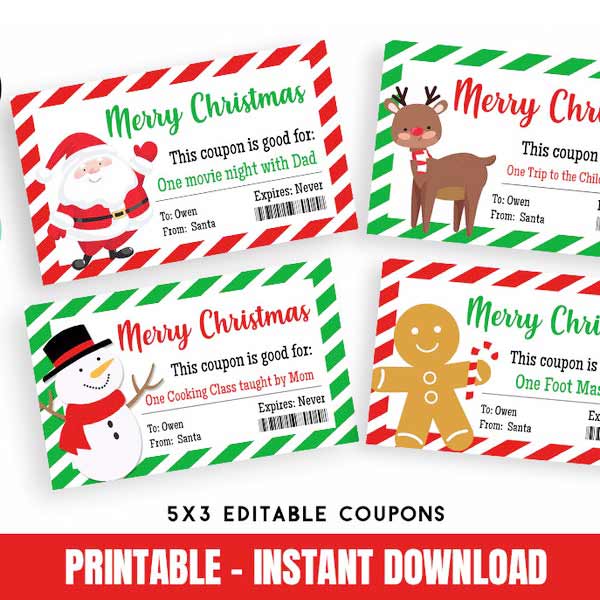 Merry Christmas
This coupon is good for:
One movie night with Dad
Expires: Never
To: Owen
From: Santa
Merry Chris
This coupon
One Trip to the Child
To: Owen
From: Santa
Merry Christmas
This coupon is good for:
One Cooking Class taught by Mom
Expires: Never
To: Owen
From: Santa
Merry Chris
This coupon is
One Foot Mas
To: Owen
From: Santa
5X3 EDITABLE COUPONS
PRINTABLE - INSTANT DOWNLOAD